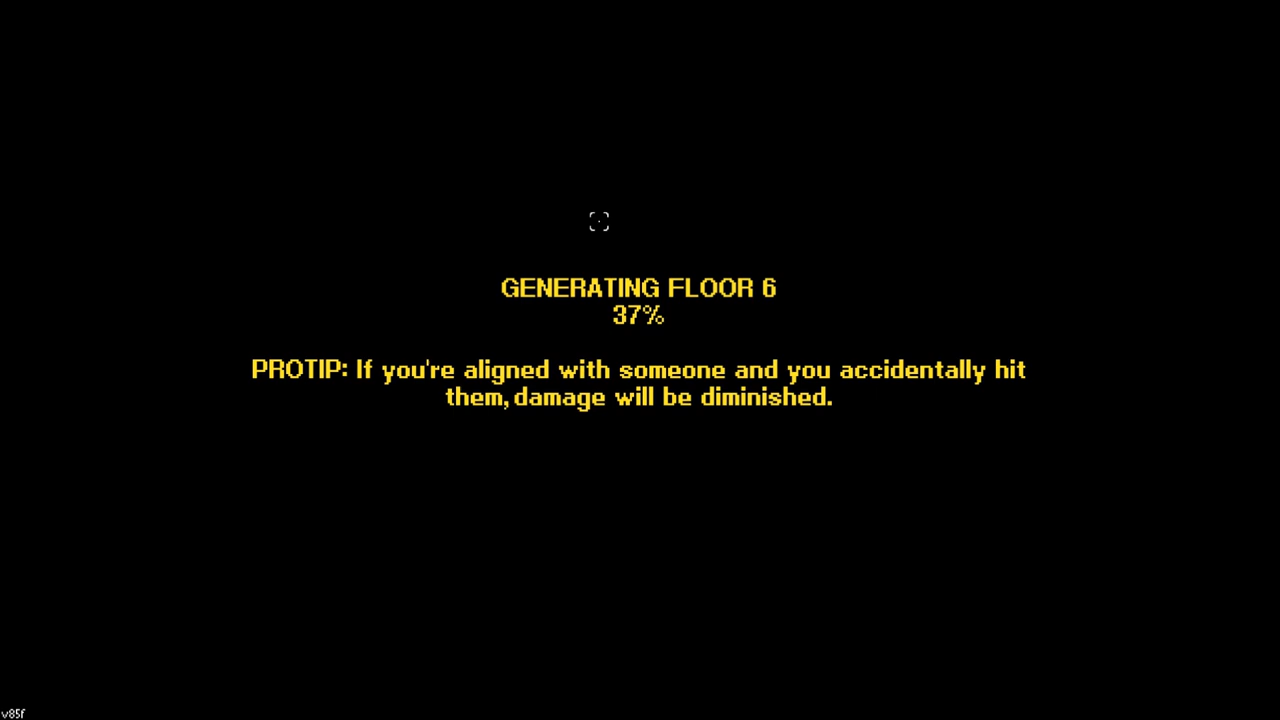 GENERATING FLOOR 6
37%
PROTIP: If you're aligned with someone and you accidentally hit
them, damage will be diminished.
v85f